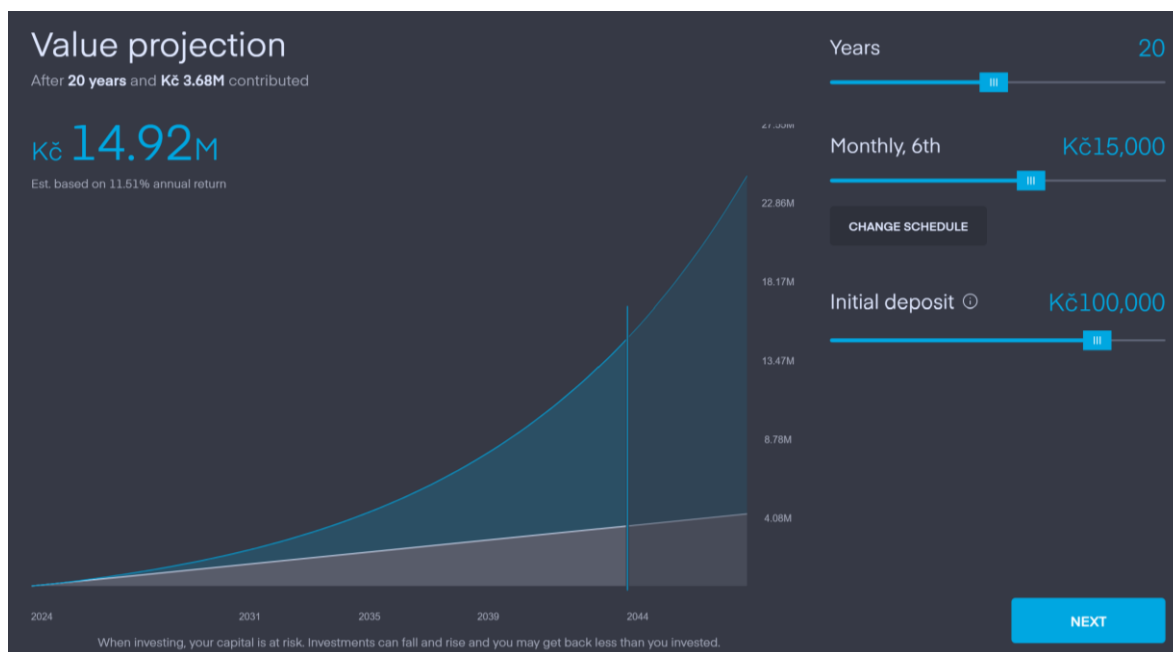 Value projection
After 20 years and Kč 3.68M contributed
Kč 14.92M
Est. based on 11.51% annual return
22.86M
18.17M
13.47M
8.78M
4.08M
2024 2031 2035 2039 2044
When investing, your capital is at risk. Investments can fall and rise and you may get back less than you invested.
Years 20
Monthly, 6th Kč15,000
CHANGE SCHEDULE
Initial deposit Kč100,000
NEXT